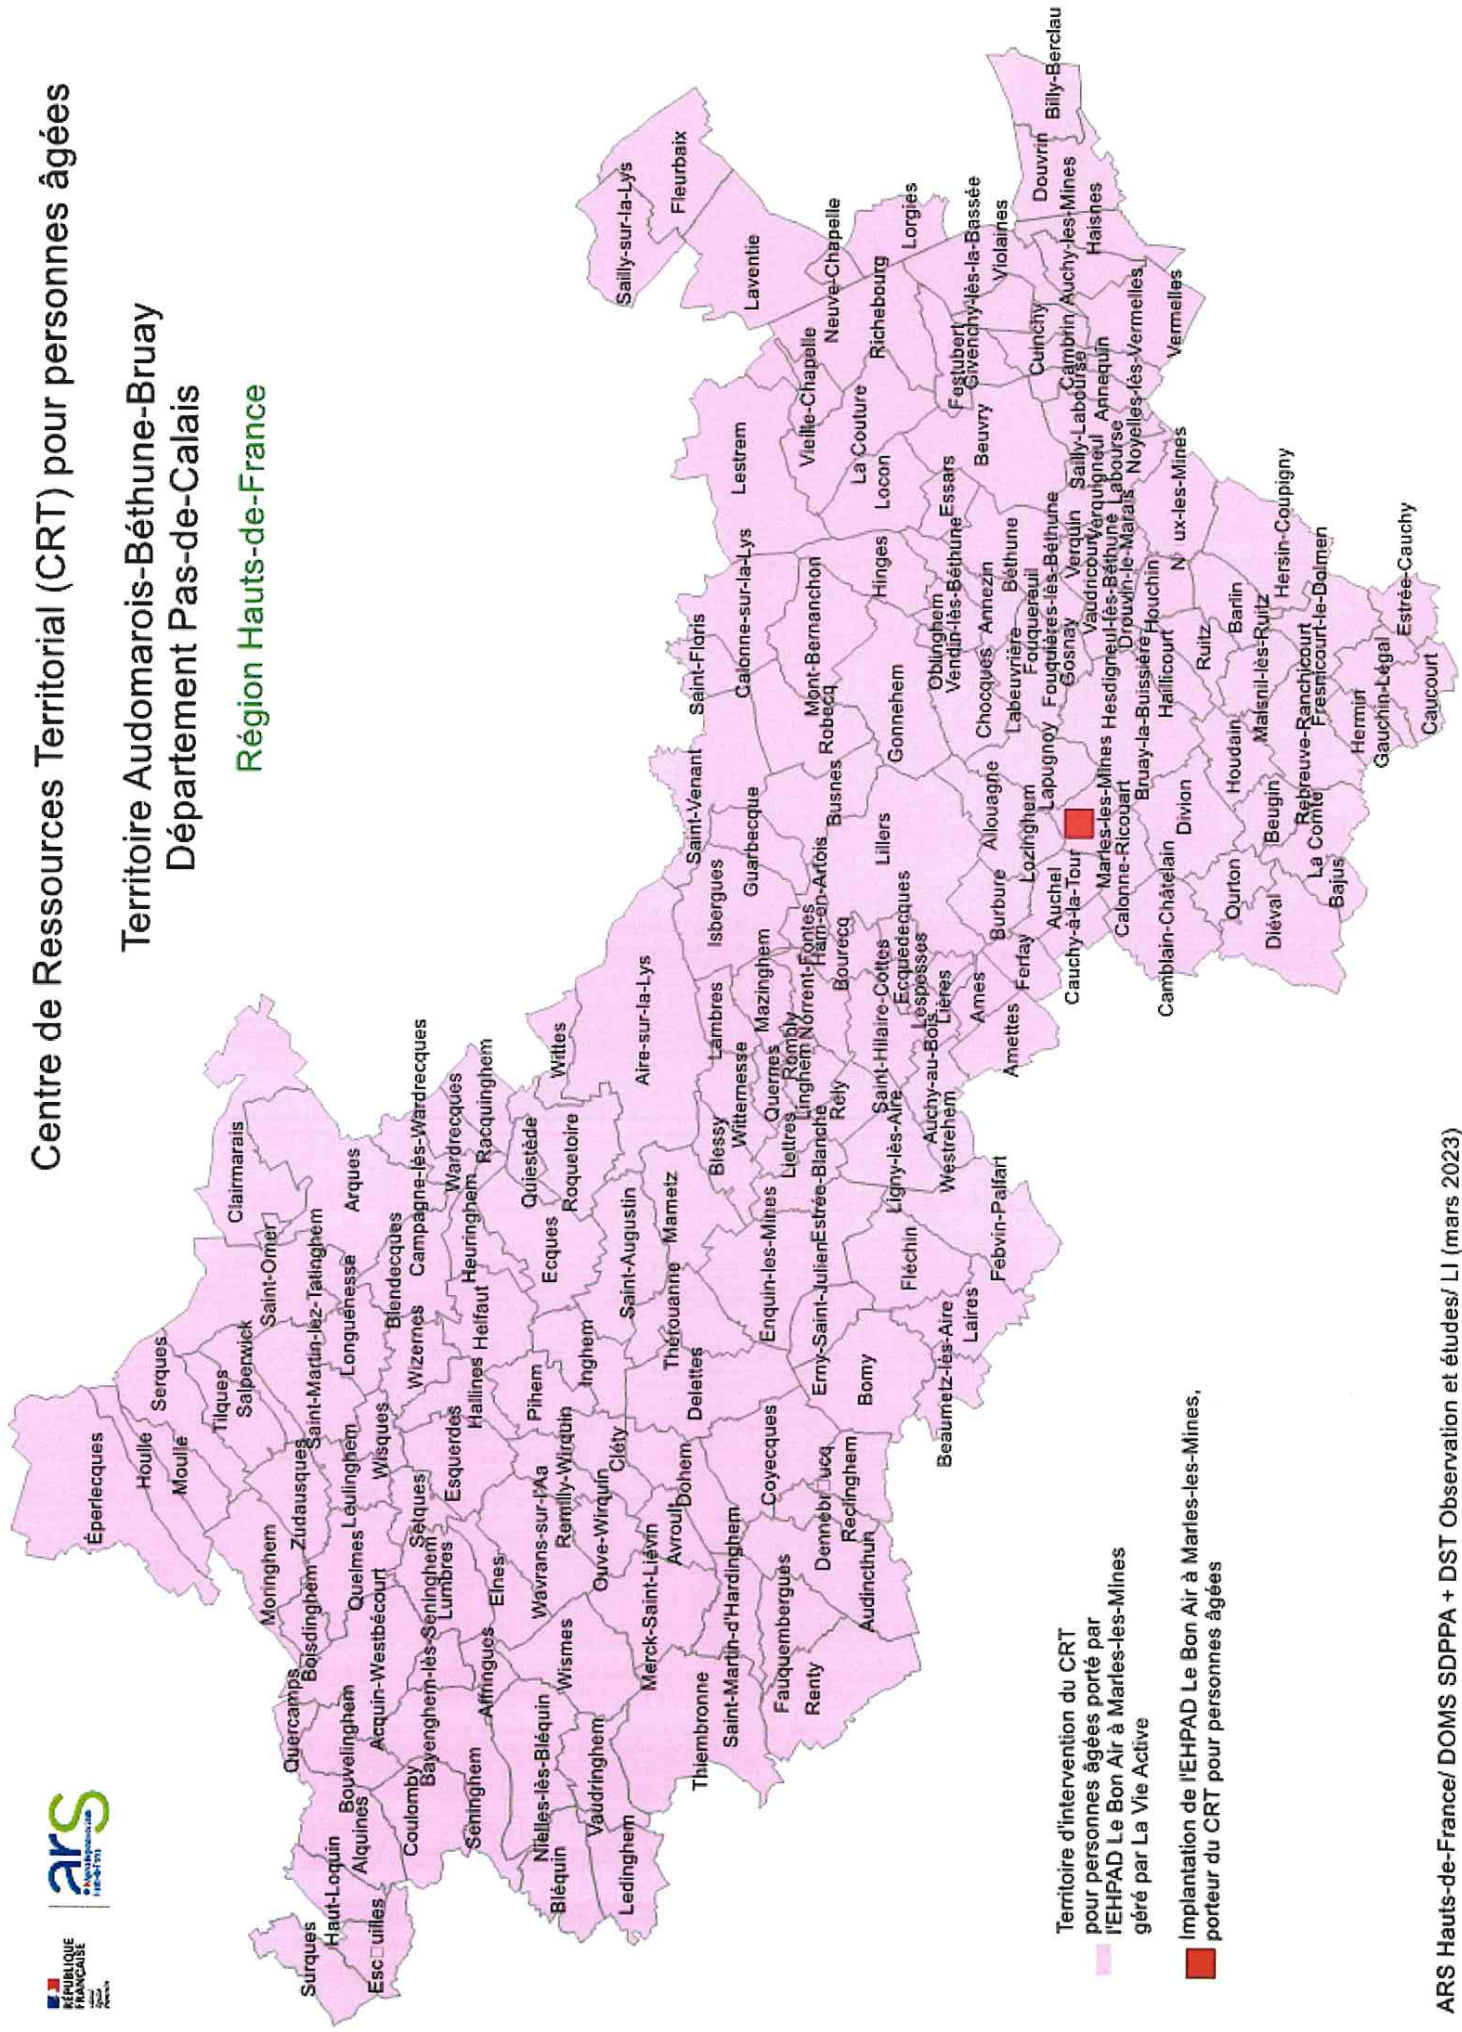 RÉPUBLIQUE
FRANÇAISE
ars
Centre de Ressources Territorial (CRT) pour personnes âgées
Territoire Audomarois-Béthune-Bruay
Département Pas-de-Calais
Région Hauts-de-France
Éperlecques
Houlle
Serques
Moulle
Tilques
Salperwick
Clairmarais
Saint-Omer
Moringhem
Zudausques
Saint-Martin-lez-Tatinghem
Quercamps
Boisdinghem
Surques
Haut-Loquin
Bouvelinghem
Quelmes
Leulinghem
Longuenesse
Arques
Alquines
Acquin-Westbécourt
Wisques
Blendecques
Esc□uilles
Coulomby
Bayenghem-lès-Seninghem
Setques
Wizernes
Campagne-lès-Wardrecques
Lumbres
Esquerdes
Hallines
Helfaut
Heuringhem
Wardrecques
Racquinghem
Seninghem
Affringues
Elnes
Nielles-lès-Bléquin
Wavrans-sur-l'Aa
Pihem
Ecques
Quiestède
Wittes
Bléquin
Wismes
Remilly-Wirquin
Roquetoire
Vaudringhem
Ouve-Wirquin
Inghem
Ledinghem
Cléty
Saint-Augustin
Aire-sur-la-Lys
Merck-Saint-Liévin
Avroult
Dohem
Delettes
Thérouanne
Mametz
Thiembronne
Saint-Martin-d'Hardinghem
Coyecques
Enquin-les-Mines
Blessy
Witternesse
Lambres
Isbergues
Saint-Venant
Saint-Floris
Calonne-sur-la-Lys
Lestrem
Laventie
Sailly-sur-la-Lys
Fleurbaix
Fauquembergues
Renty
Dennebr□ucq
Reclinghem
Audincthun
Erny-Saint-Julien
Estrée-Blanche
Bomy
Liettres
Quernes
Linghem
Rombly
Mazinghem
Guarbecque
Norrent-Fontes
Ham-en-Artois
Busnes
Robecq
Mont-Bernanchon
Vieille-Chapelle
Neuve-Chapelle
Rely
Bourecq
Fléchin
Ligny-lès-Aire
Saint-Hilaire-Cottes
Lillers
Gonnehem
Hinges
Locon
La Couture
Richebourg
Lorgies
Beaumetz-lès-Aire
Laires
Febvin-Palfart
Westrehem
Auchy-au-Bois
Lespesses
Ecquedecques
Lières
Ames
Amettes
Ferfay
Burbure
Allouagne
Chocques
Oblinghem
Vendin-lès-Béthune
Essars
Annezin
Béthune
Beuvry
Festubert
Givenchy-lès-la-Bassée
Violaines
Douvrin
Billy-Berclau
Lozinghem
Lapugnoy
Labeuvrière
Fouquereuil
Fouquières-lès-Béthune
Gosnay
Verquin
Vaudricourt
Verquigneul
Sailly-Labourse
Labourse
Cambrin
Annequin
Cuinchy
Auchy-les-Mines
Haisnes
Auchel
Cauchy-à-la-Tour
Marles-les-Mines
Hesdigneul-lès-Béthune
Drouvin-le-Marais
Noyelles-lès-Vermelles
Vermelles
Calonne-Ricouart
Bruay-la-Buissière
Houchin
Haillicourt
N□ux-les-Mines
Camblain-Châtelain
Divion
Ruitz
Barlin
Hersin-Coupigny
Ourton
Houdain
Maisnil-lès-Ruitz
Diéval
Beugin
Rebreuve-Ranchicourt
Fresnicourt-le-Dolmen
La Comté
Bajus
Hermin
Gauchin-Légal
Estrée-Cauchy
Caucourt
Territoire d'intervention du CRT
pour personnes âgées porté par
l'EHPAD Le Bon Air à Marles-les-Mines
géré par La Vie Active
Implantation de l'EHPAD Le Bon Air à Marles-les-Mines,
porteur du CRT pour personnes âgées
ARS Hauts-de-France/ DOMS SDPPA + DST Observation et études/ LI (mars 2023)